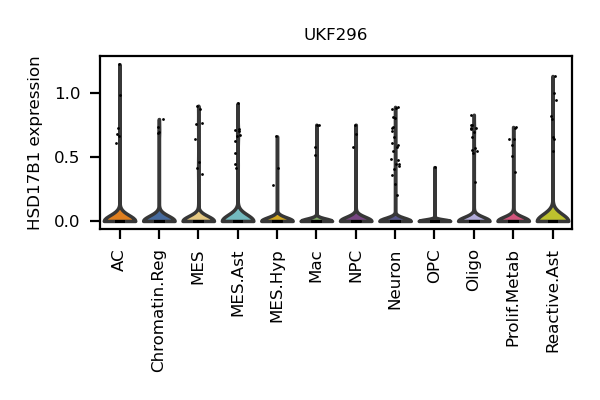 UKF296
HSD17B1 expression
1.0
0.5
0.0
AC
Chromatin.Reg
MES
MES.Ast
MES.Hyp
Mac
NPC
Neuron
OPC
Oligo
Prolif.Metab
Reactive.Ast